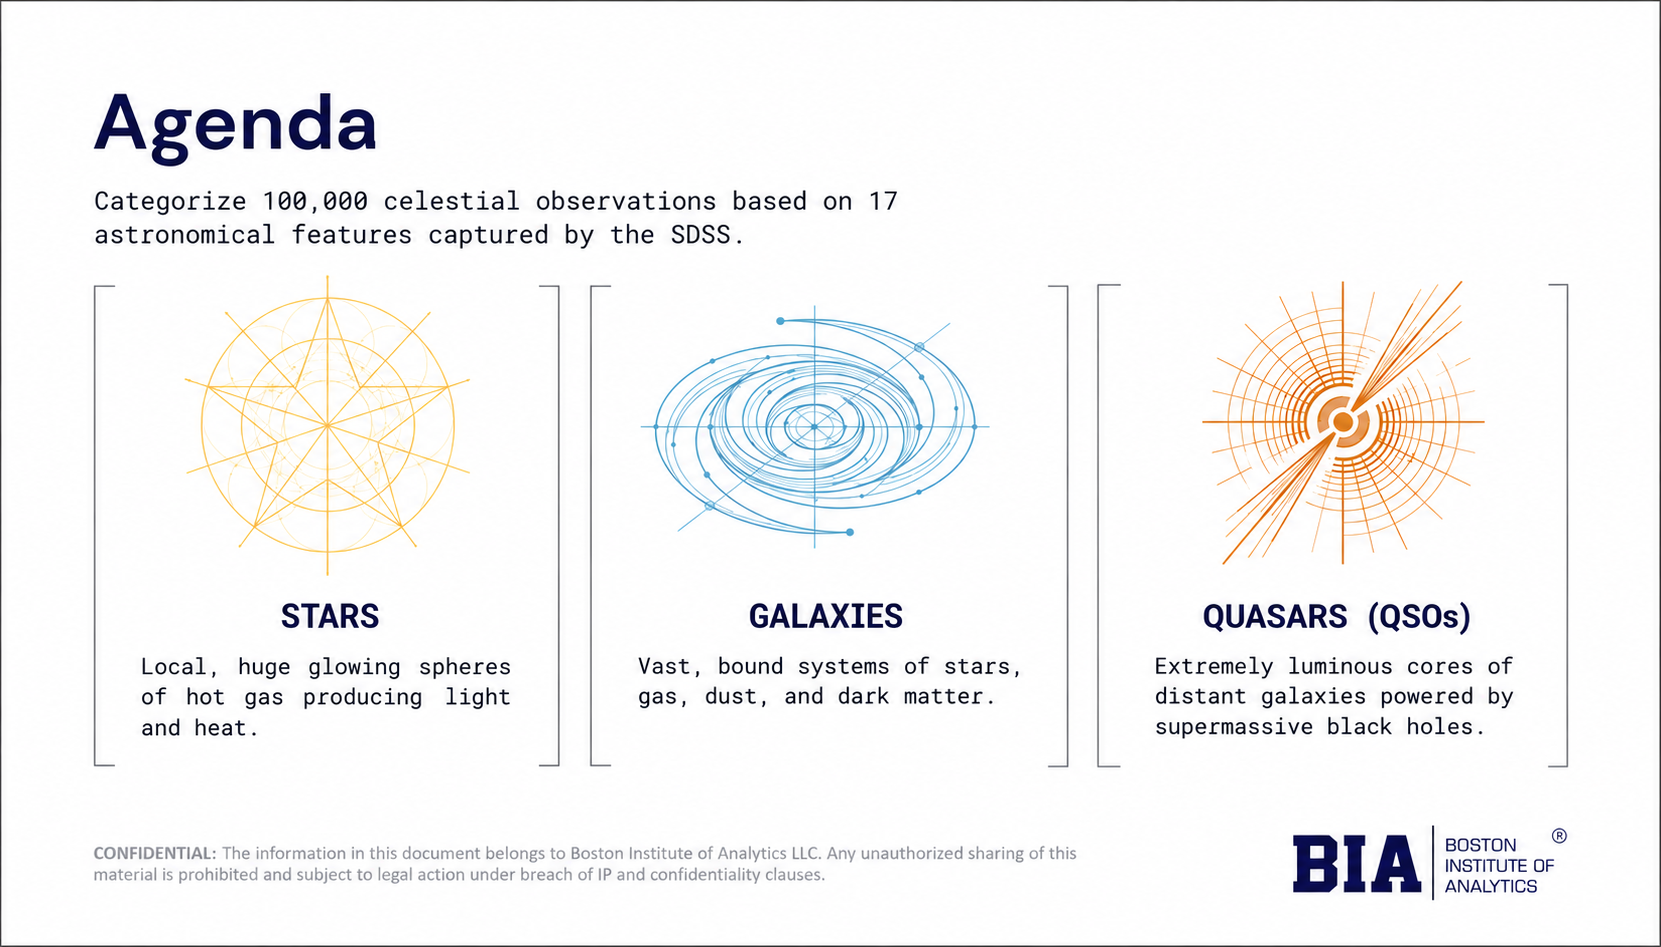 Agenda
Categorize 100,000 celestial observations based on 17
astronomical features captured by the SDSS.
STARS
Local, huge glowing spheres
of hot gas producing light
and heat.
GALAXIES
Vast, bound systems of stars,
gas, dust, and dark matter.
QUASARS (QSOs)
Extremely luminous cores of
distant galaxies powered by
supermassive black holes.
CONFIDENTIAL: The information in this document belongs to Boston Institute of Analytics LLC. Any unauthorized sharing of this
material is prohibited and subject to legal action under breach of IP and confidentiality clauses.
BIA
BOSTON ®
INSTITUTE OF
ANALYTICS